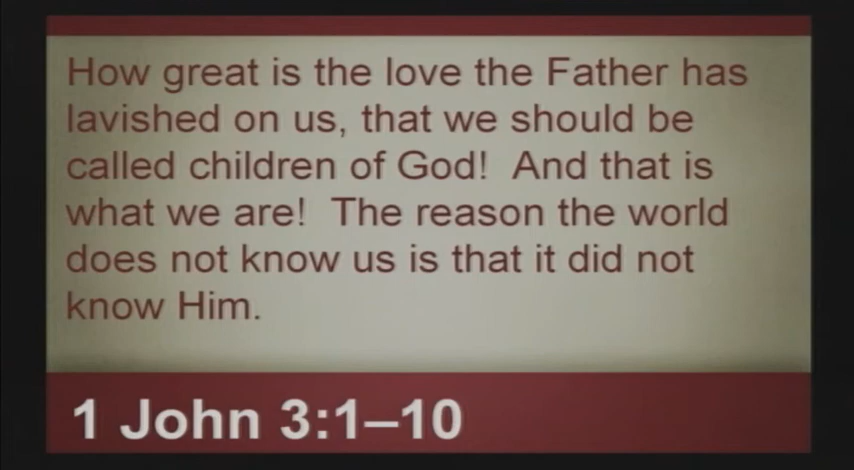 How great is the love the Father has
lavished on us, that we should be
called children of God!  And that is
what we are!  The reason the world
does not know us is that it did not
know Him.
1 John 3:1–10